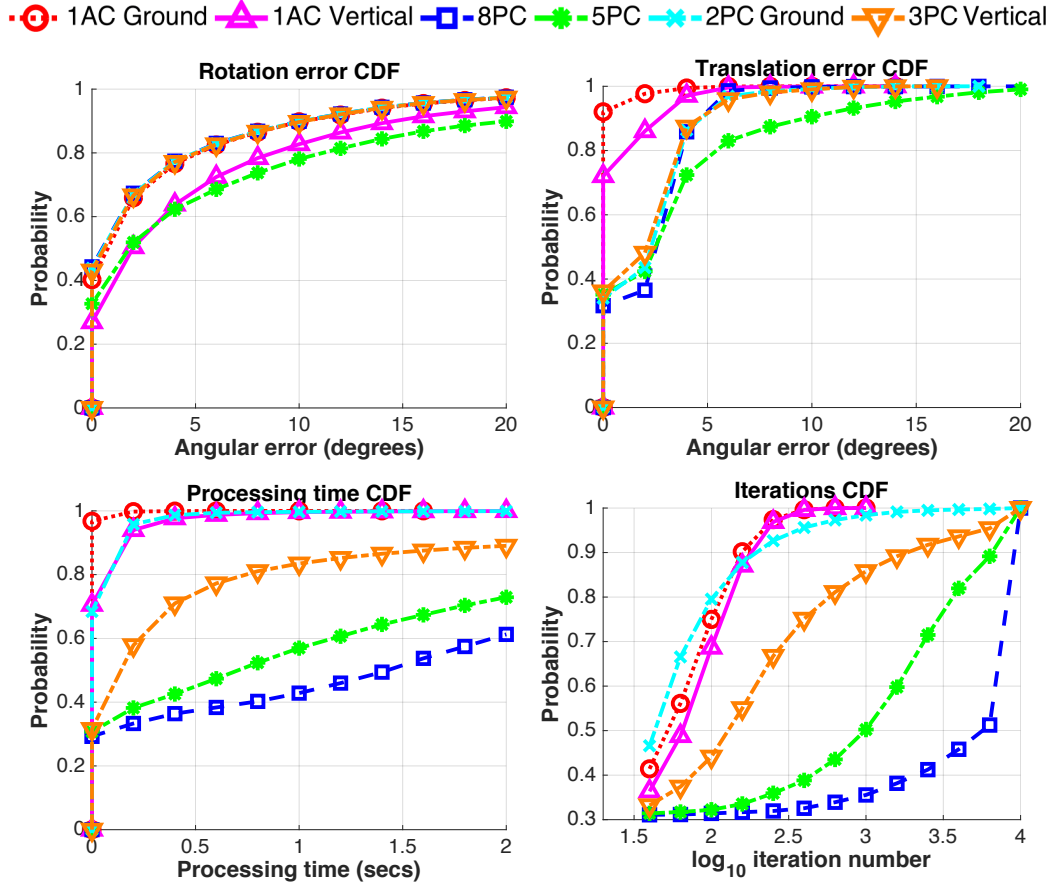 1AC Ground 1AC Vertical 8PC 5PC 2PC Ground 3PC Vertical
Rotation error CDF
1
0.8
0.6
0.4
0.2
0
Probability
0 5 10 15 20
Angular error (degrees)
Translation error CDF
1
0.8
0.6
0.4
0.2
0
Probability
0 5 10 15 20
Angular error (degrees)
Processing time CDF
1
0.8
0.6
0.4
0.2
0
Probability
0 0.5 1 1.5 2
Processing time (secs)
Iterations CDF
1
0.9
0.8
0.7
0.6
0.5
0.4
0.3
Probability
1.5 2 2.5 3 3.5 4
log10 iteration number